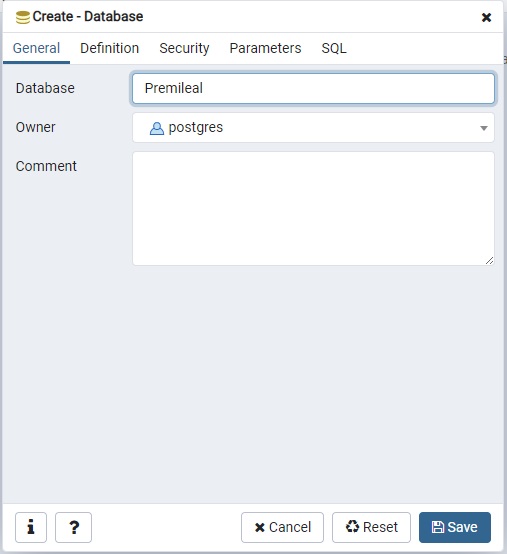 Create - Database
General Definition Security Parameters SQL
Database Premileal
Owner postgres
Comment
i ? Cancel Reset Save